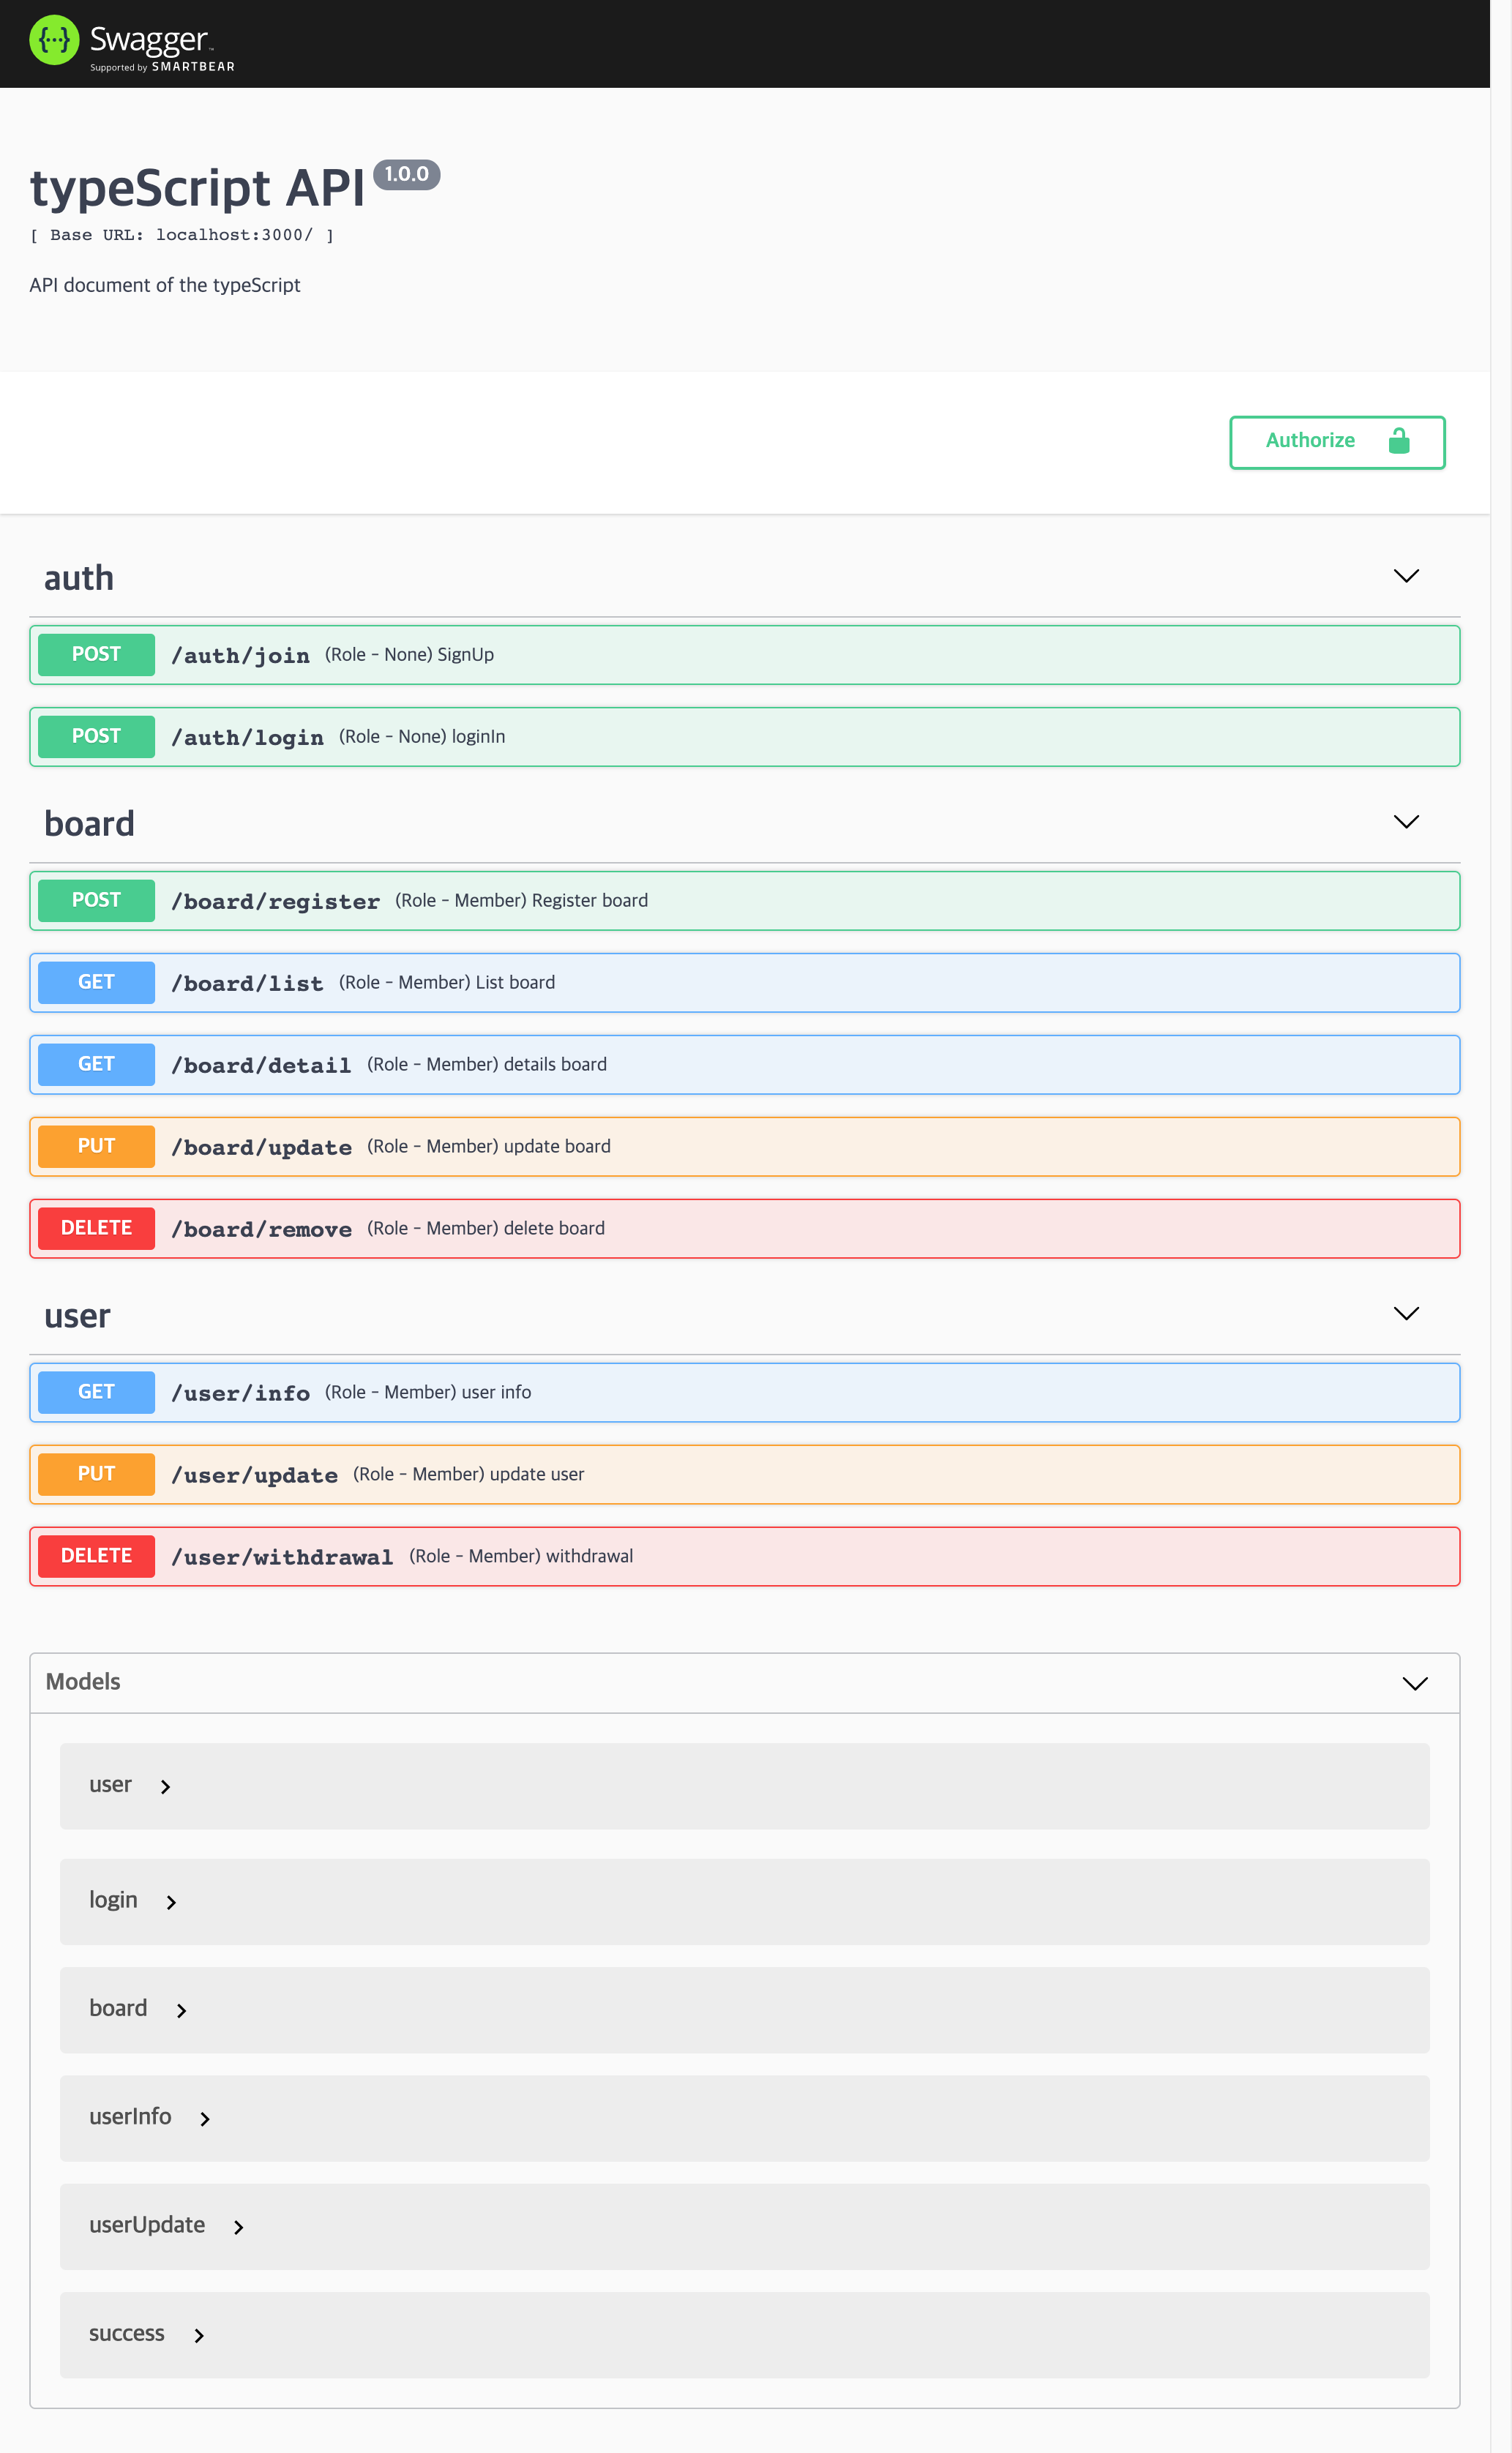 Swagger™
Supported by SMARTBEAR
typeScript API 1.0.0
[ Base URL: localhost:3000/ ]
API document of the typeScript
Authorize
auth
POST /auth/join (Role - None) SignUp
POST /auth/login (Role - None) loginIn
board
POST /board/register (Role - Member) Register board
GET /board/list (Role - Member) List board
GET /board/detail (Role - Member) details board
PUT /board/update (Role - Member) update board
DELETE /board/remove (Role - Member) delete board
user
GET /user/info (Role - Member) user info
PUT /user/update (Role - Member) update user
DELETE /user/withdrawal (Role - Member) withdrawal
Models
user
login
board
userInfo
userUpdate
success